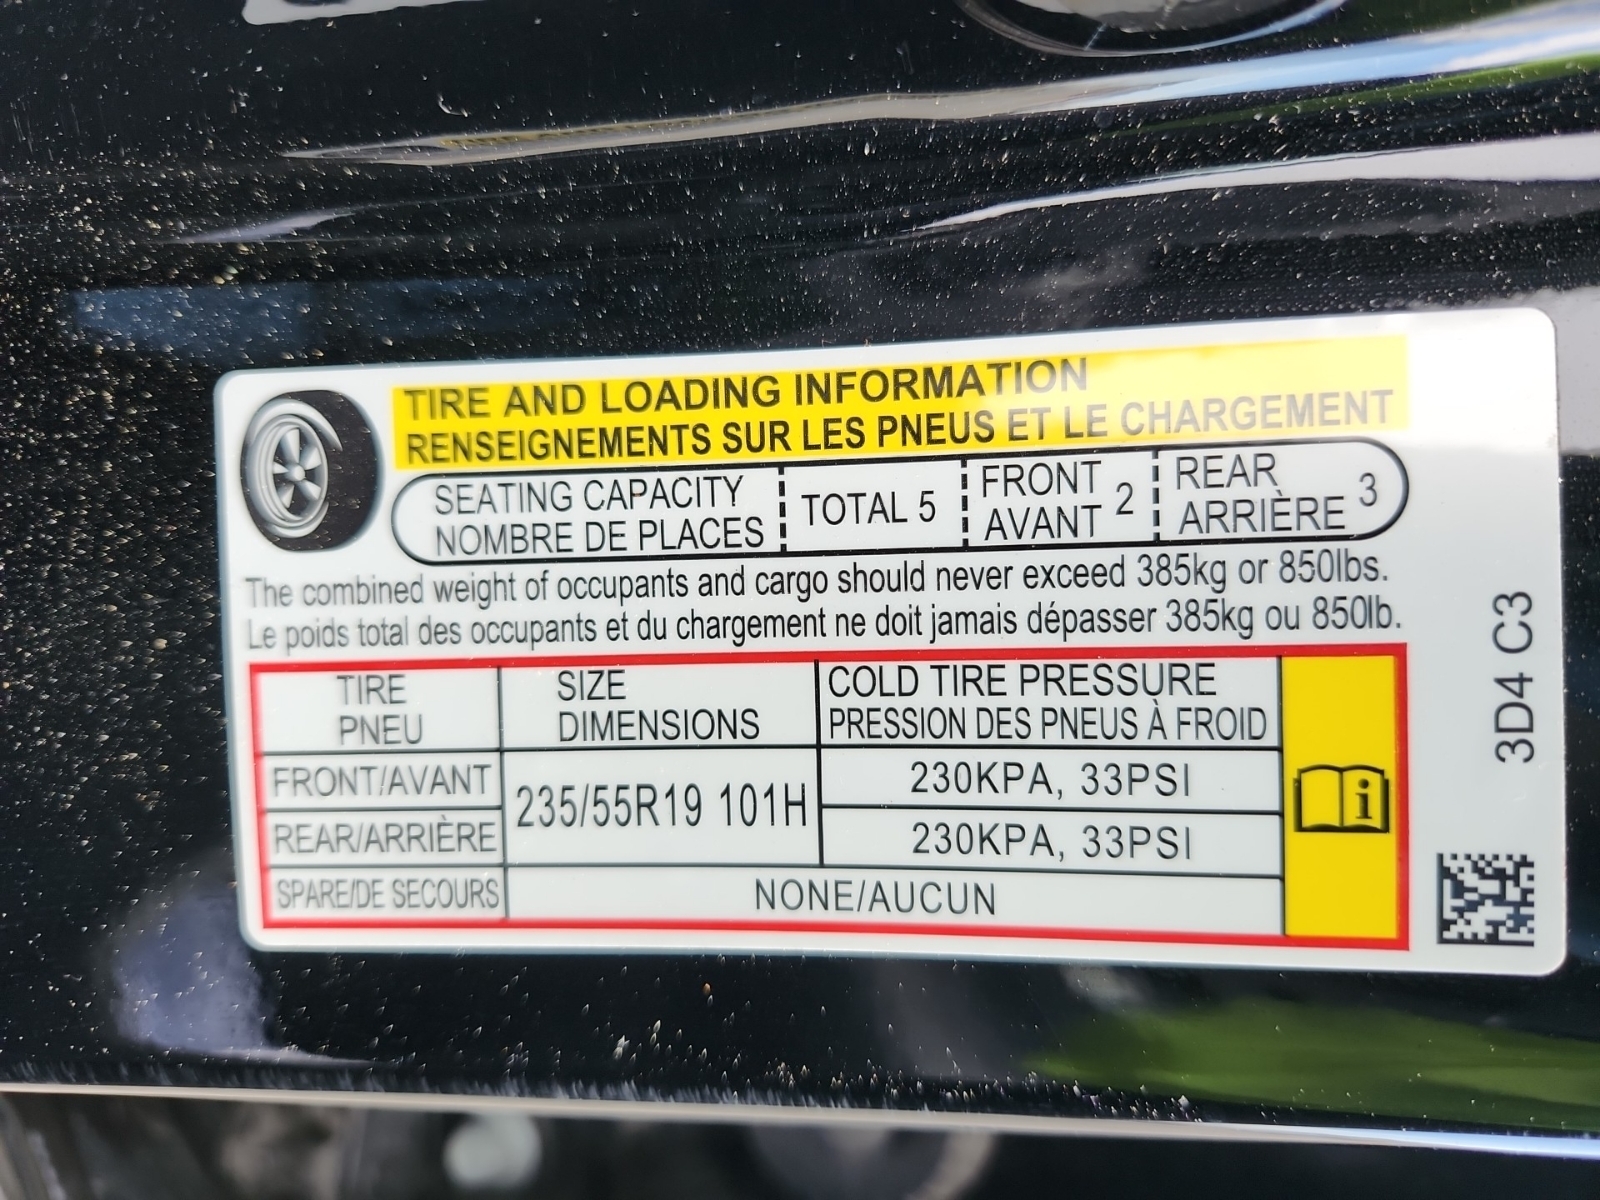 TIRE AND LOADING INFORMATION
RENSEIGNEMENTS SUR LES PNEUS ET LE CHARGEMENT
SEATING CAPACITY
NOMBRE DE PLACES
TOTAL 5
FRONT
AVANT 2
REAR
ARRIÈRE 3
The combined weight of occupants and cargo should never exceed 385kg or 850lbs.
Le poids total des occupants et du chargement ne doit jamais dépasser 385kg ou 850lb.
TIRE
PNEU
SIZE
DIMENSIONS
COLD TIRE PRESSURE
PRESSION DES PNEUS À FROID
FRONT/AVANT
REAR/ARRIÈRE
235/55R19 101H
230KPA, 33PSI
230KPA, 33PSI
SPARE/DE SECOURS
NONE/AUCUN
3D4 C3